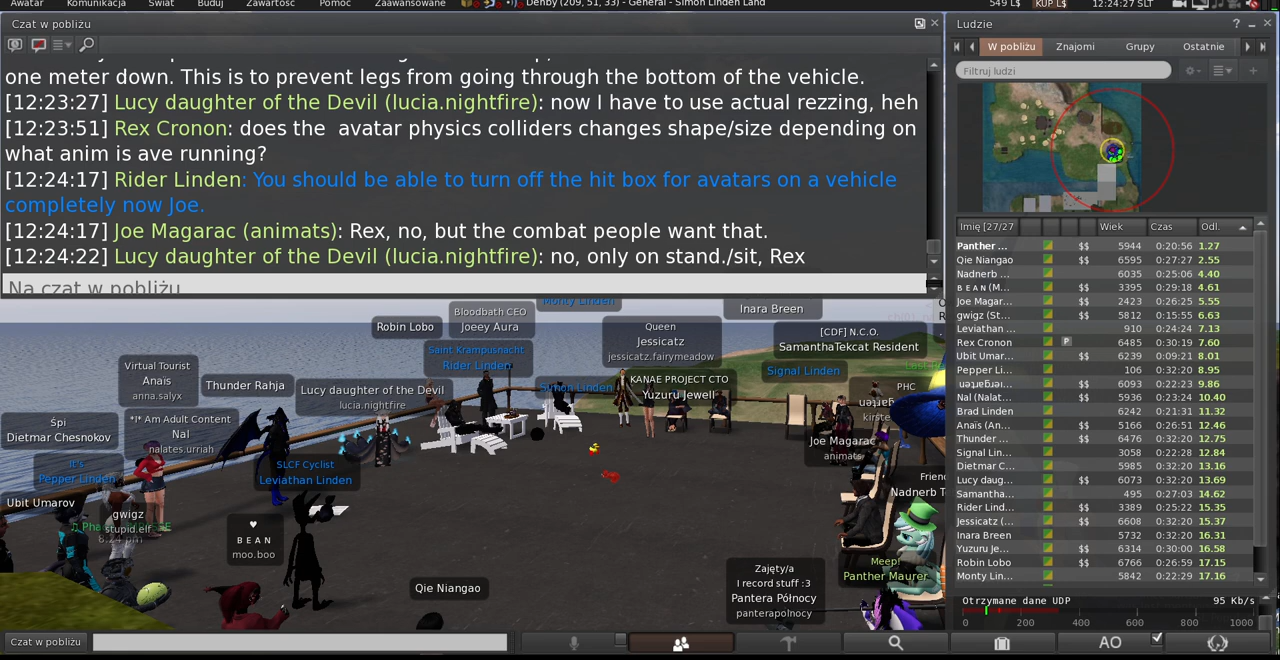 Awatar Komunikacja Świat Buduj Zawartość Pomoc Zaawansowane Denby (209, 51, 33) - General - Simon Linden Land 549 L$ KUP L$ 12:24:27 SLT
Czat w pobliżu
one meter down. This is to prevent legs from going through the bottom of the vehicle.
[12:23:27] Lucy daughter of the Devil (lucia.nightfire): now I have to use actual rezzing, heh
[12:23:51] Rex Cronon: does the  avatar physics colliders changes shape/size depending on
what anim is ave running?
[12:24:17] Rider Linden: You should be able to turn off the hit box for avatars on a vehicle
completely now Joe.
[12:24:17] Joe Magarac (animats): Rex, no, but the combat people want that.
[12:24:22] Lucy daughter of the Devil (lucia.nightfire): no, only on stand./sit, Rex
Na czat w pobliżu
Monty Linden
Inara Breen
Bloodbath CEO
Joeey Aura
Robin Lobo
Queen
Jessicatz
jessicatz.fairymeadow
[CDF] N.C.O.
SamanthaTekcat Resident
Saint Krampusnacht
Rider Linden
Signal Linden
Virtual Tourist
Anais
anna.salyx
Thunder Rahja
Lucy daughter of the Devil
lucia.nightfire
Simon Linden
KANAE PROJECT CTO
Yuzuru Jewell
PHC
Śpi
Dietmar Chesnokov
*!* Am Adult Content
Nal
nalates.urriah
Joe Magarac
animats
It's
Pepper Linden
SLCF Cyclist
Leviathan Linden
Nadnerb
Ubit Umarov
gwigz
stupid.elf
8:24 pm
♥
B E A N
moo.boo
Qie Niangao
Zajęty/a
I record stuff :3
Pantera Północy
panterapolnocy
Meep!
Panther Maurer
Czat w pobliżu
Ludzie
? _ ×
W pobliżu Znajomi Grupy Ostatnie
Filtruj ludzi
Imię [27/27 Wiek Czas Odl.
Panther ... $$ 5944 0:20:56 1.27
Qie Niangao $$ 6595 0:27:27 2.55
Nadnerb ... 6035 0:25:06 4.40
ʙ ᴇ ᴀ ɴ (M... $$ 3395 0:29:18 4.61
Joe Magar... $$ 2423 0:26:25 5.55
gwigz (St... $$ 5812 0:15:55 6.63
Leviathan ... 910 0:24:24 7.13
Rex Cronon P 6485 0:30:19 7.60
Ubit Umar... $$ 6239 0:09:21 8.01
Pepper Li... 106 0:32:20 8.95
$$ 6093 0:22:23 9.86
Nal (Nalat... $$ 5936 0:23:24 10.40
Brad Linden 6242 0:21:31 11.32
Anaïs (An... $$ 5166 0:26:51 12.46
Thunder ... $$ 6476 0:32:20 12.75
Signal Lin... 3058 0:22:28 12.84
Dietmar C... 5985 0:32:20 13.16
Lucy daug... $$ 6073 0:32:20 13.69
Samantha... 495 0:27:03 14.62
Rider Lind... $$ 3389 0:25:22 15.35
Jessicatz (... $$ 6608 0:32:20 15.37
Inara Breen 5732 0:32:20 16.31
Yuzuru Je... $$ 6314 0:30:00 16.58
Robin Lobo $$ 6766 0:26:59 17.15
Monty Lin... 5842 0:22:29 17.16
Otrzymane dane UDP 95 Kb/s
0 200 400 600 800 1000
AO